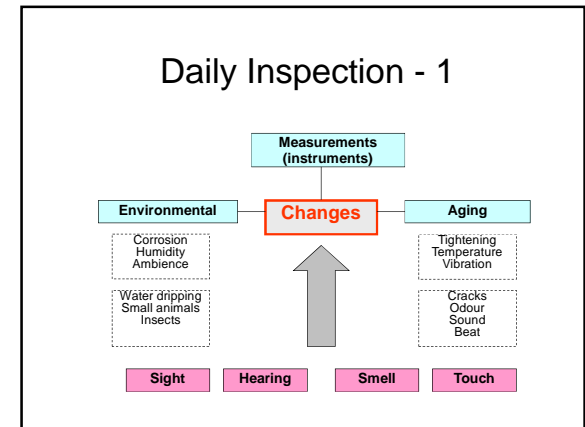 Daily Inspection - 1
Measurements
(instruments)
Environmental
Changes
Aging
Corrosion
Humidity
Ambience
Tightening
Temperature
Vibration
Water dripping
Small animals
Insects
Cracks
Odour
Sound
Beat
Sight
Hearing
Smell
Touch